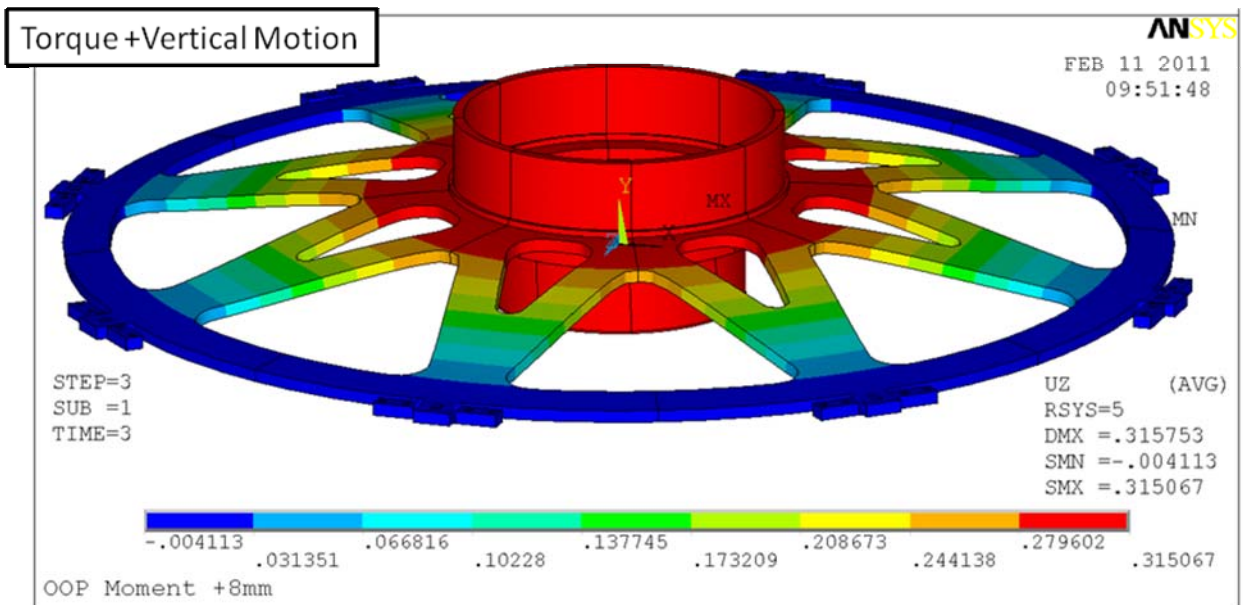 Torque+Vertical Motion
ANSYS
FEB 11 2011
09:51:48
Y
MX
X
MN
STEP=3
SUB =1
TIME=3
UZ (AVG)
RSYS=5
DMX =.315753
SMN =-.004113
SMX =.315067
-.004113 .066816 .137745 .208673 .279602
.031351 .10228 .173209 .244138 .315067
OOP Moment +8mm